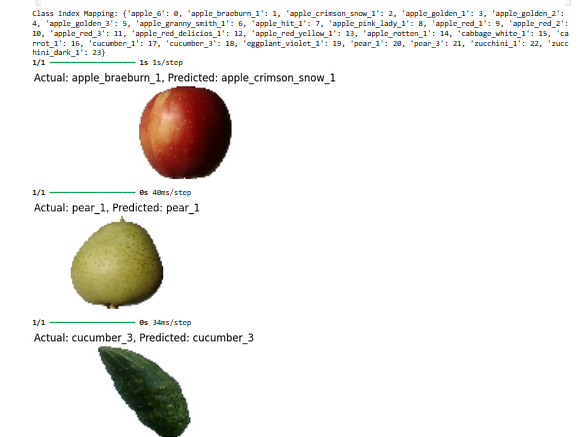 Class Index Mapping: {'apple_6': 0, 'apple_braeburn_1': 1, 'apple_crimson_snow_1': 2, 'apple_golden_1': 3, 'apple_golden_2':
4, 'apple_golden_3': 5, 'apple_granny_smith_1': 6, 'apple_hit_1': 7, 'apple_pink_lady_1': 8, 'apple_red_1': 9, 'apple_red_2':
10, 'apple_red_3': 11, 'apple_red_delicios_1': 12, 'apple_red_yellow_1': 13, 'apple_rotten_1': 14, 'cabbage_white_1': 15, 'ca
rrot_1': 16, 'cucumber_1': 17, 'cucumber_3': 18, 'eggplant_violet_1': 19, 'pear_1': 20, 'pear_3': 21, 'zucchini_1': 22, 'zucc
hini_dark_1': 23}
1/1 1s 1s/step
Actual: apple_braeburn_1, Predicted: apple_crimson_snow_1
1/1 0s 40ms/step
Actual: pear_1, Predicted: pear_1
1/1 0s 34ms/step
Actual: cucumber_3, Predicted: cucumber_3